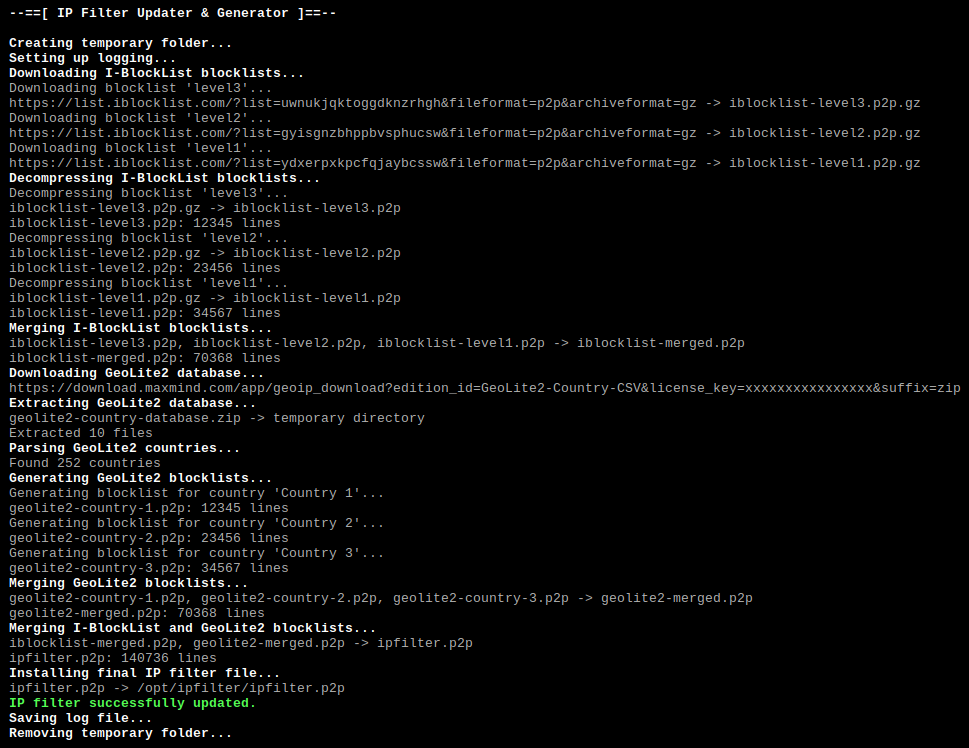 --==[ IP Filter Updater & Generator ]==--
Creating temporary folder...
Setting up logging...
Downloading I-BlockList blocklists...
Downloading blocklist 'level3'...
https://list.iblocklist.com/?list=uwnukjqktoggdknzrhgh&fileformat=p2p&archiveformat=gz -> iblocklist-level3.p2p.gz
Downloading blocklist 'level2'...
https://list.iblocklist.com/?list=gyisgnzbhppbvsphucsw&fileformat=p2p&archiveformat=gz -> iblocklist-level2.p2p.gz
Downloading blocklist 'level1'...
https://list.iblocklist.com/?list=ydxerpxkpcfqjaybcssw&fileformat=p2p&archiveformat=gz -> iblocklist-level1.p2p.gz
Decompressing I-BlockList blocklists...
Decompressing blocklist 'level3'...
iblocklist-level3.p2p.gz -> iblocklist-level3.p2p
iblocklist-level3.p2p: 12345 lines
Decompressing blocklist 'level2'...
iblocklist-level2.p2p.gz -> iblocklist-level2.p2p
iblocklist-level2.p2p: 23456 lines
Decompressing blocklist 'level1'...
iblocklist-level1.p2p.gz -> iblocklist-level1.p2p
iblocklist-level1.p2p: 34567 lines
Merging I-BlockList blocklists...
iblocklist-level3.p2p, iblocklist-level2.p2p, iblocklist-level1.p2p -> iblocklist-merged.p2p
iblocklist-merged.p2p: 70368 lines
Downloading GeoLite2 database...
https://download.maxmind.com/app/geoip_download?edition_id=GeoLite2-Country-CSV&license_key=xxxxxxxxxxxxxxxx&suffix=zip
Extracting GeoLite2 database...
geolite2-country-database.zip -> temporary directory
Extracted 10 files
Parsing GeoLite2 countries...
Found 252 countries
Generating GeoLite2 blocklists...
Generating blocklist for country 'Country 1'...
geolite2-country-1.p2p: 12345 lines
Generating blocklist for country 'Country 2'...
geolite2-country-2.p2p: 23456 lines
Generating blocklist for country 'Country 3'...
geolite2-country-3.p2p: 34567 lines
Merging GeoLite2 blocklists...
geolite2-country-1.p2p, geolite2-country-2.p2p, geolite2-country-3.p2p -> geolite2-merged.p2p
geolite2-merged.p2p: 70368 lines
Merging I-BlockList and GeoLite2 blocklists...
iblocklist-merged.p2p, geolite2-merged.p2p -> ipfilter.p2p
ipfilter.p2p: 140736 lines
Installing final IP filter file...
ipfilter.p2p -> /opt/ipfilter/ipfilter.p2p
IP filter successfully updated.
Saving log file...
Removing temporary folder...